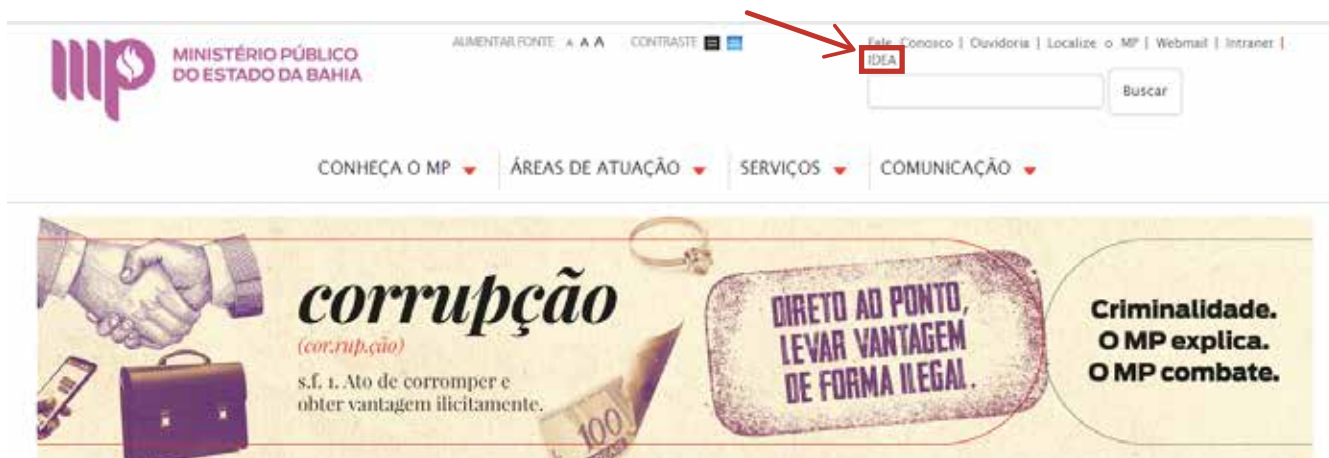 MINISTÉRIO PÚBLICO
DO ESTADO DA BAHIA
AUMENTAR FONTE A A A CONTRASTE
Fale Conosco | Ouvidoria | Localize o MP | Webmail | Intranet |
IDEA
Buscar
CONHEÇA O MP
ÁREAS DE ATUAÇÃO
SERVIÇOS
COMUNICAÇÃO
corrupção
(cor.rup.ção)
s.f. 1. Ato de corromper e
obter vantagem ilicitamente.
100
DIRETO AO PONTO,
LEVAR VANTAGEM
DE FORMA ILEGAL.
Criminalidade.
O MP explica.
O MP combate.